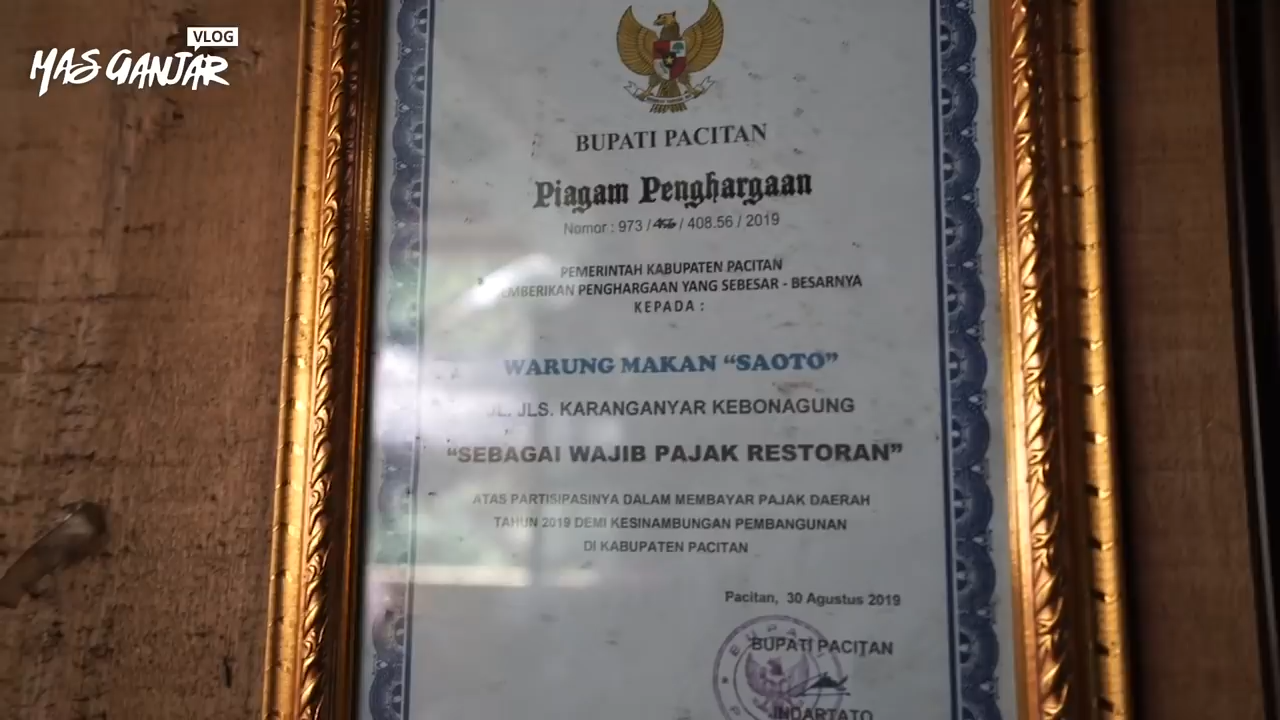 VLOG
MAS GANJAR
BUPATI PACITAN
Piagam Penghargaan
Nomor : 973 / / 408.56 / 2019
PEMERINTAH KABUPATEN PACITAN
EMBERIKAN PENGHARGAAN YANG SEBESAR - BESARNYA
KEPADA :
WARUNG MAKAN “SAOTO”
JL. JLS. KARANGANYAR KEBONAGUNG
“SEBAGAI WAJIB PAJAK RESTORAN”
ATAS PARTISIPASINYA DALAM MEMBAYAR PAJAK DAERAH
TAHUN 2019 DEMI KESINAMBUNGAN PEMBANGUNAN
DI KABUPATEN PACITAN
Pacitan, 30 Agustus 2019
BUPATI PACITAN
INDARTATO